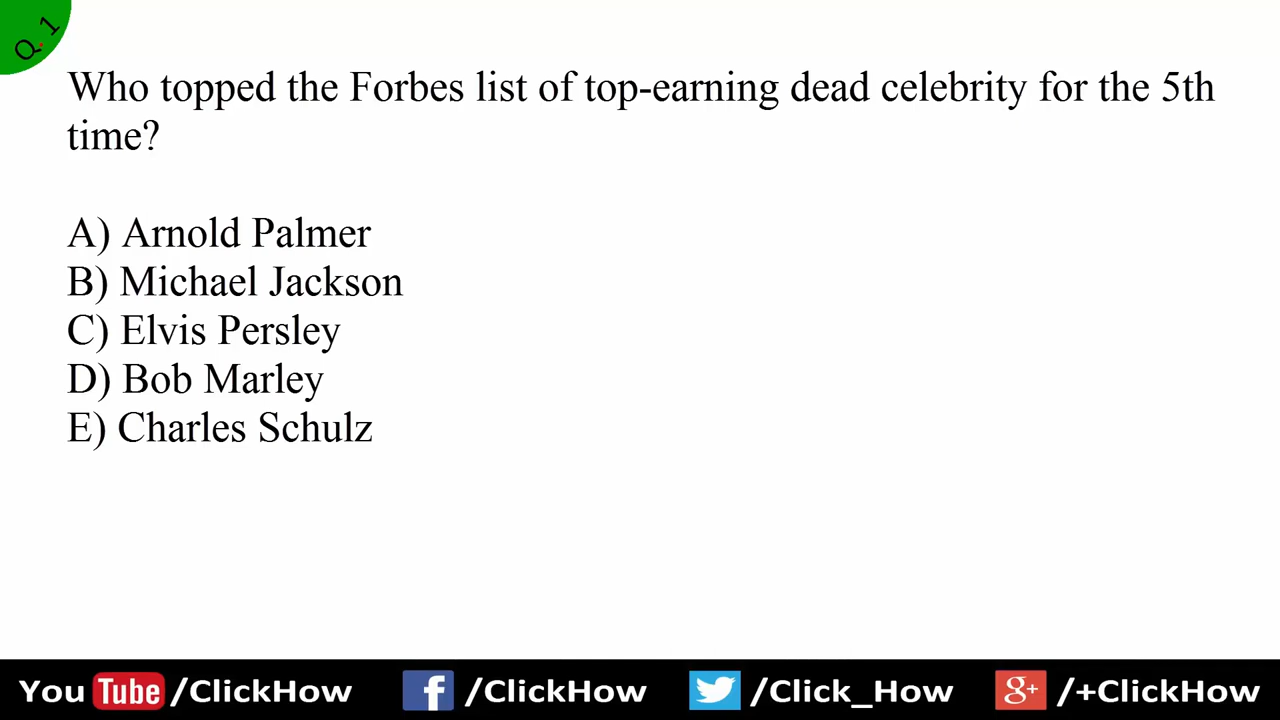 Q.1
Who topped the Forbes list of top-earning dead celebrity for the 5th
time?
A) Arnold Palmer
B) Michael Jackson
C) Elvis Persley
D) Bob Marley
E) Charles Schulz
You Tube /ClickHow f /ClickHow /Click_How g+ /+ClickHow